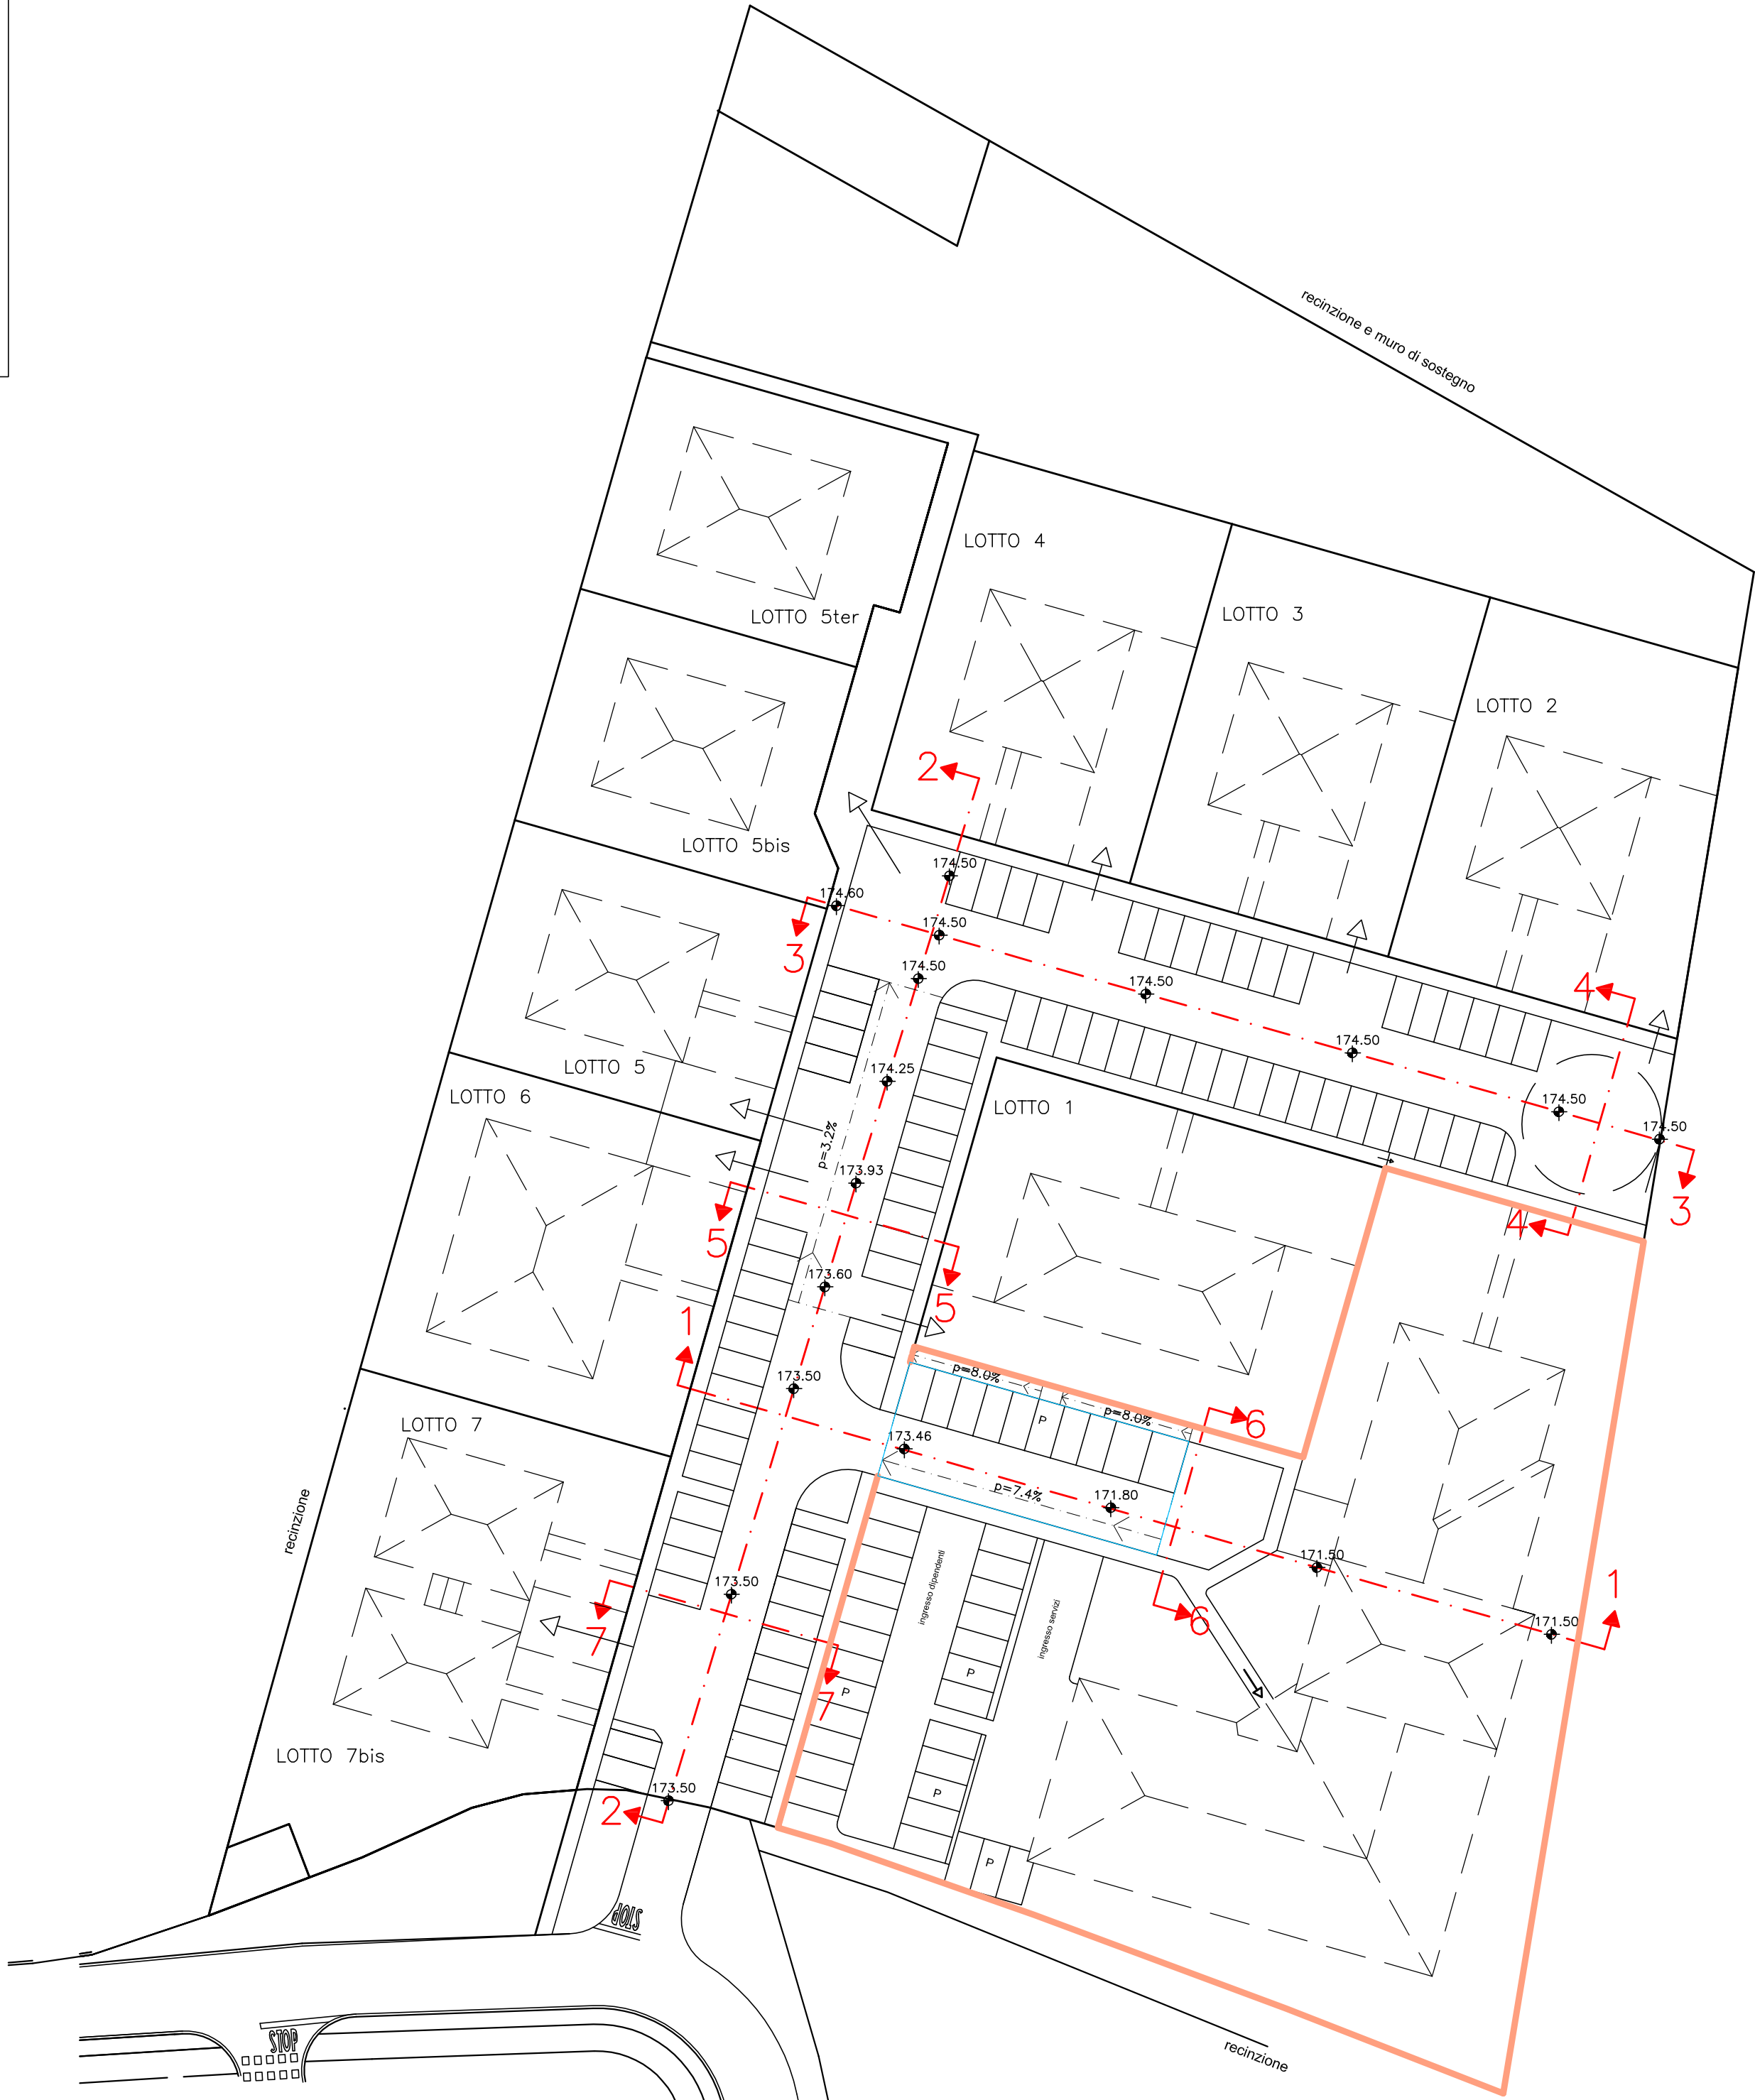 recinzione e muro di sostegno
LOTTO 4
LOTTO 3
LOTTO 5ter
LOTTO 2
2
LOTTO 5bis
174.50
174.60
174.50
3
174.50
174.50
4
174.50
LOTTO 5
174.25
LOTTO 6
LOTTO 1
174.50
174.50
p=3.2%
173.93
3
4
5
173.60
5
1
p=8.0%
173.50
p=8.0%
P
6
LOTTO 7
173.46
p=7.4%
171.80
recinzione
171.50
ingresso dipendenti
173.50
1
ingresso servizi
6
171.50
7
P
P
7
LOTTO 7bis
173.50
P
2
P
STOP
STOP
recinzione